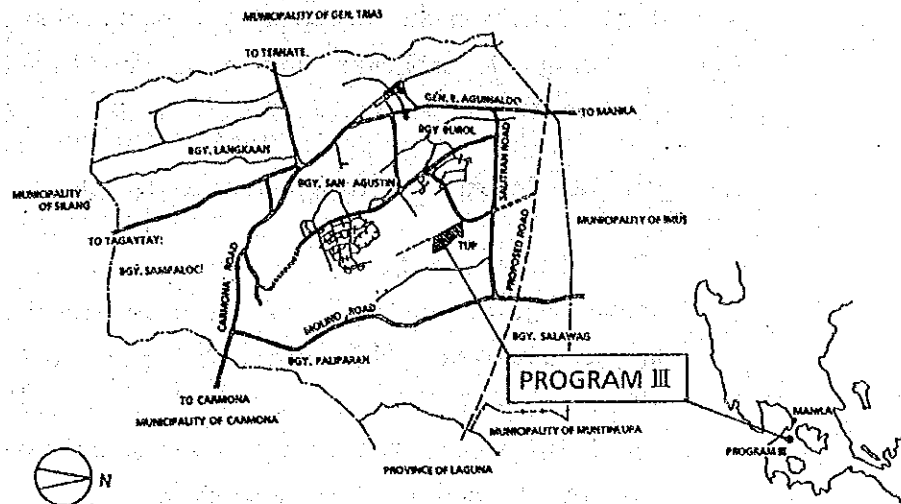 MUNICIPALITY OF GEN. TRIAS
TO TERNATE
GEN. E. AGUINALDO
TO MANILA
BGY BUROL
BGY. LANGKAAN
SALITRAN ROAD
BGY. SAN AGUSTIN
MUNICIPALITY
OF SILANG
MUNICIPALITY OF IMUS
TO TAGAYTAY
TUP
PROPOSED ROAD
BGY. SAMPALOC
CARMONA ROAD
MOLINO ROAD
BGY. SALAWAG
BGY. PALIPARAN
PROGRAM III
TO CARMONA
MUNICIPALITY OF CARMONA
MUNICIPALITY OF MUNTINLUPA
MANILA
PROGRAM III
PROVINCE OF LAGUNA
N